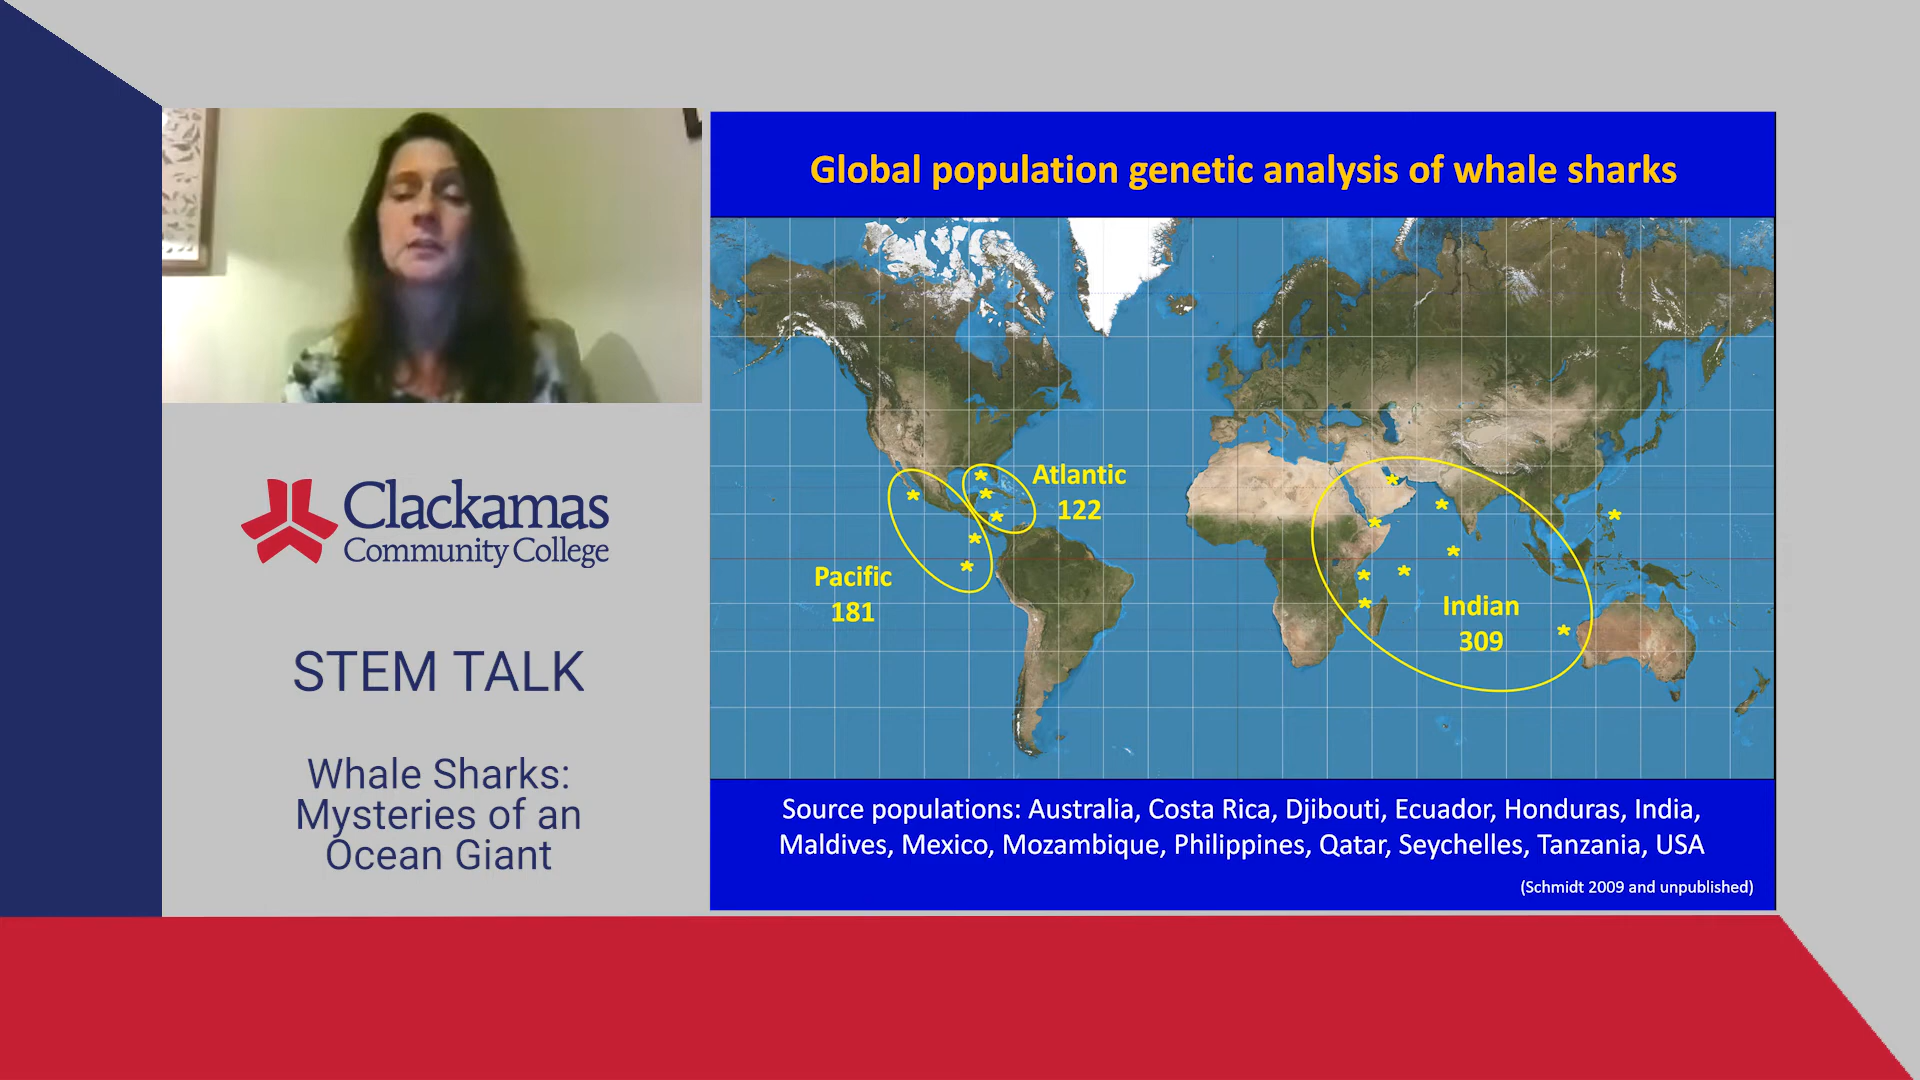 Global population genetic analysis of whale sharks
Atlantic
122
Pacific
181
Indian
309
Source populations: Australia, Costa Rica, Djibouti, Ecuador, Honduras, India,
Maldives, Mexico, Mozambique, Philippines, Qatar, Seychelles, Tanzania, USA
(Schmidt 2009 and unpublished)
Clackamas
Community College
STEM TALK
Whale Sharks:
Mysteries of an
Ocean Giant